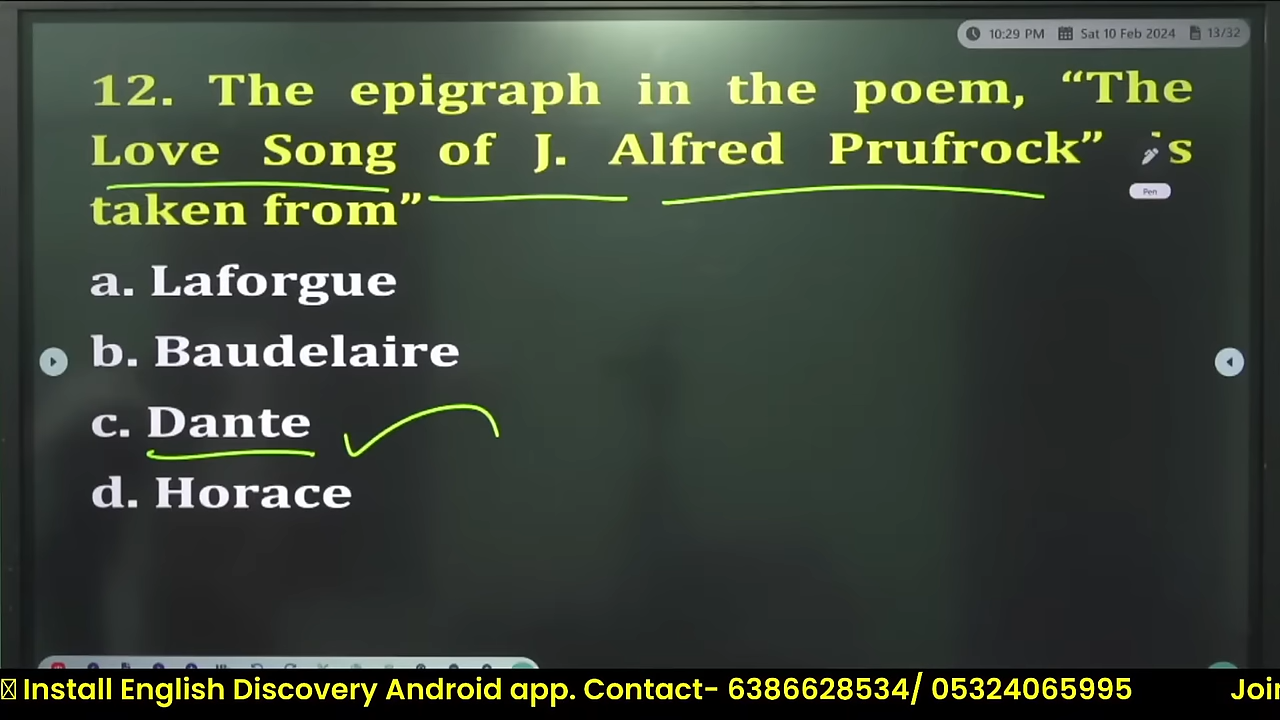 10:29 PM Sat 10 Feb 2024 13/32
12. The epigraph in the poem, “The
Love Song of J. Alfred Prufrock” is
Pen
taken from”
a. Laforgue
b. Baudelaire
c. Dante
d. Horace
Install English Discovery Android app. Contact- 6386628534/ 05324065995 Join